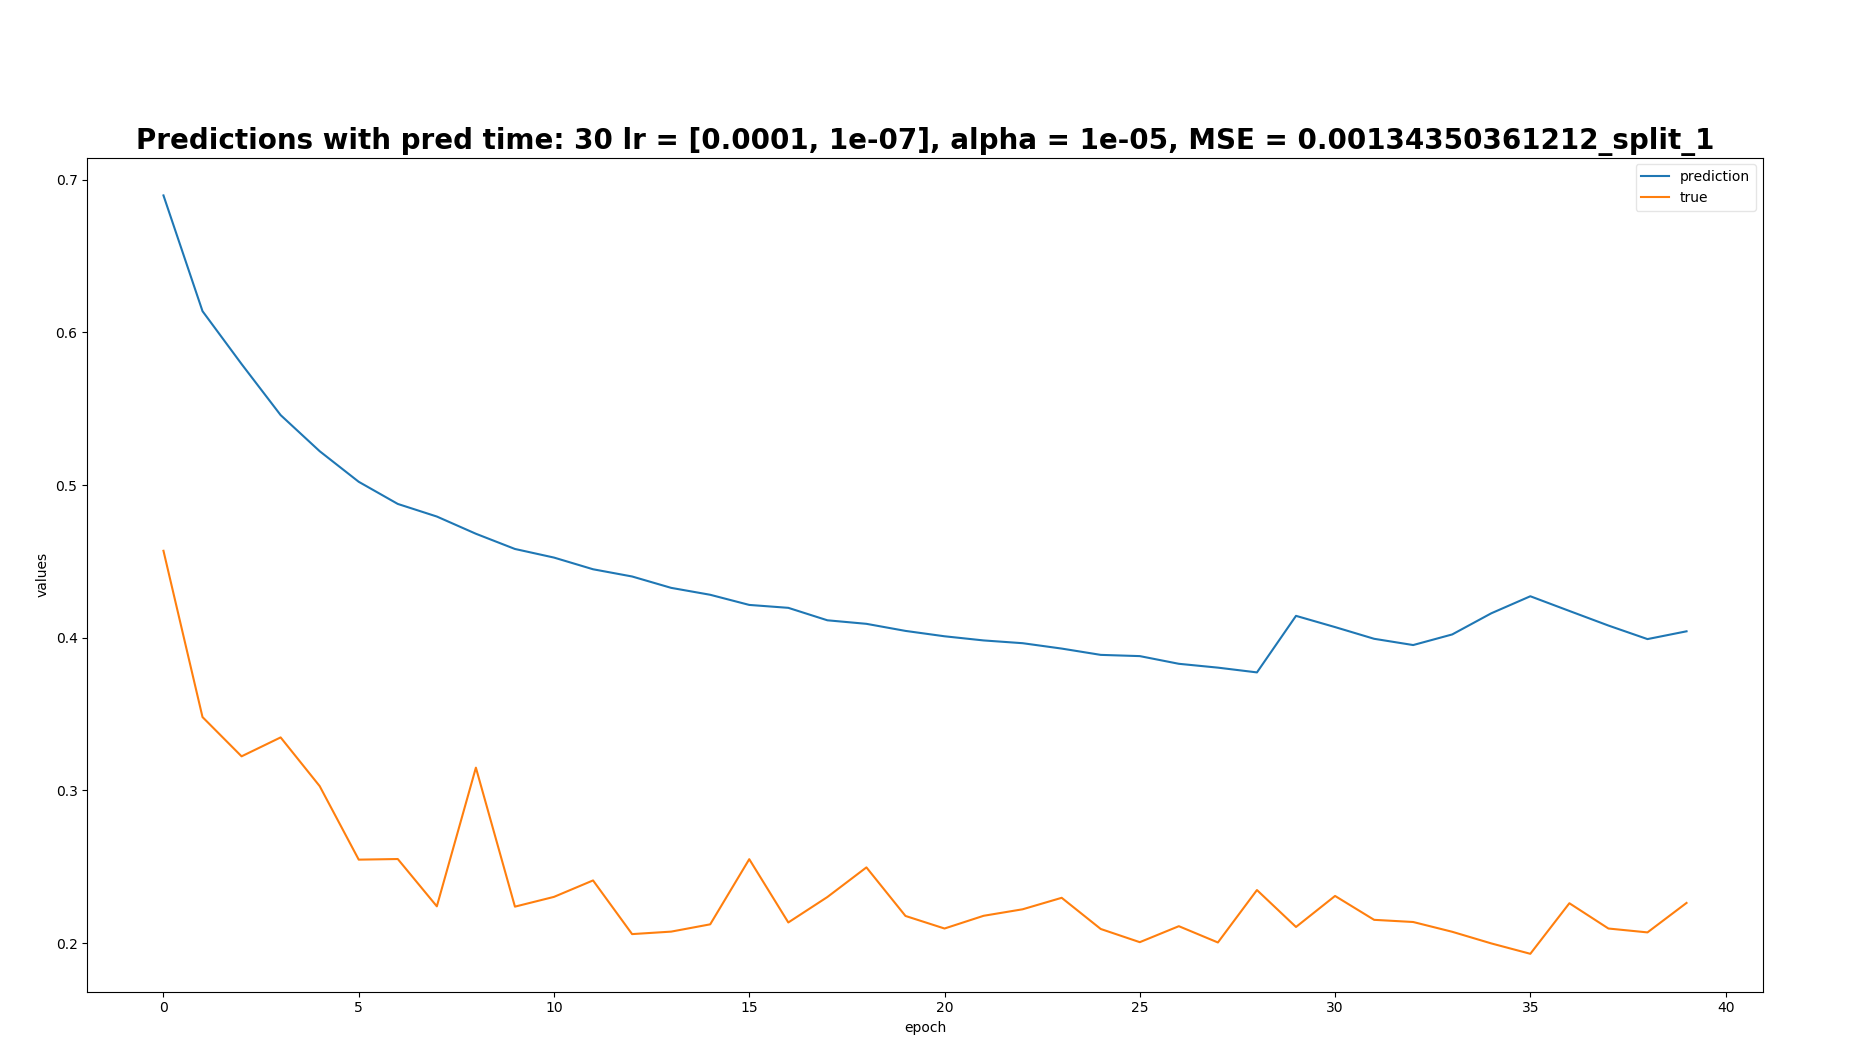 Predictions with pred time: 30 lr = [0.0001, 1e-07], alpha = 1e-05, MSE = 0.00134350361212_split_1
prediction
true
0.7
0.6
0.5
0.4
0.3
0.2
values
0 5 10 15 20 25 30 35 40
epoch